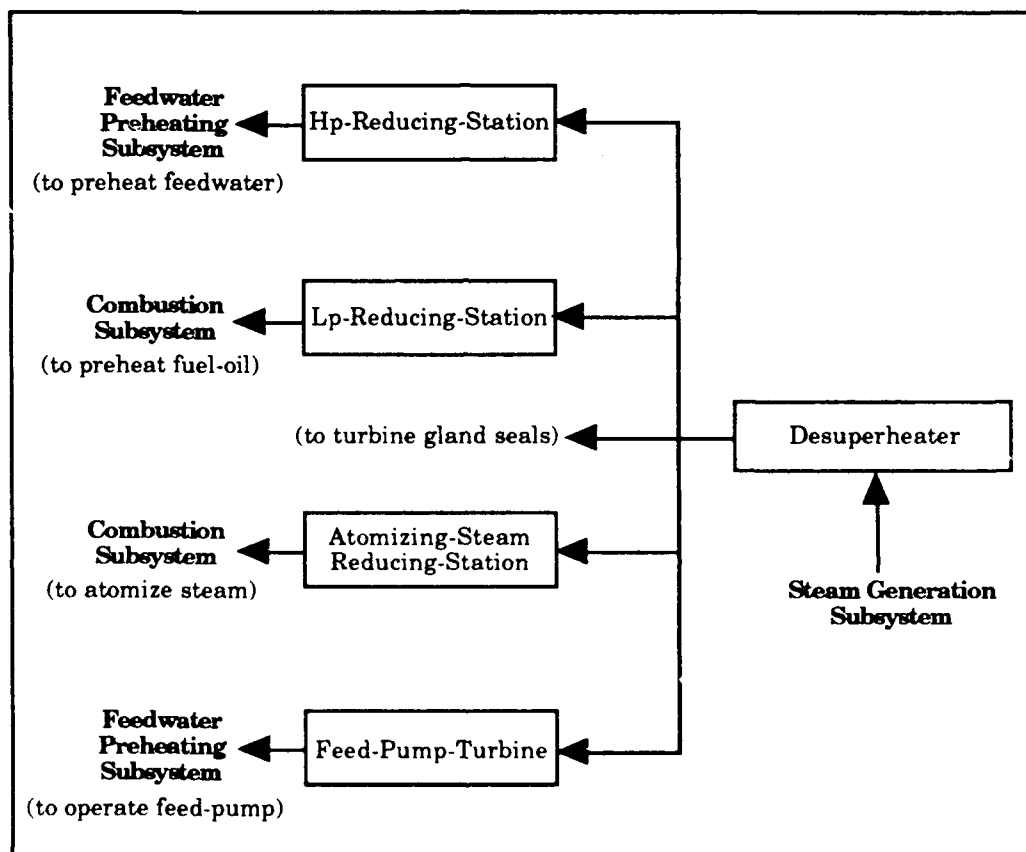 Feedwater
Preheating
Subsystem
(to preheat feedwater)
Hp-Reducing-Station
Combustion
Subsystem
(to preheat fuel-oil)
Lp-Reducing-Station
(to turbine gland seals)
Desuperheater
Combustion
Subsystem
(to atomize steam)
Atomizing-Steam
Reducing-Station
Steam Generation
Subsystem
Feedwater
Preheating
Subsystem
(to operate feed-pump)
Feed-Pump-Turbine